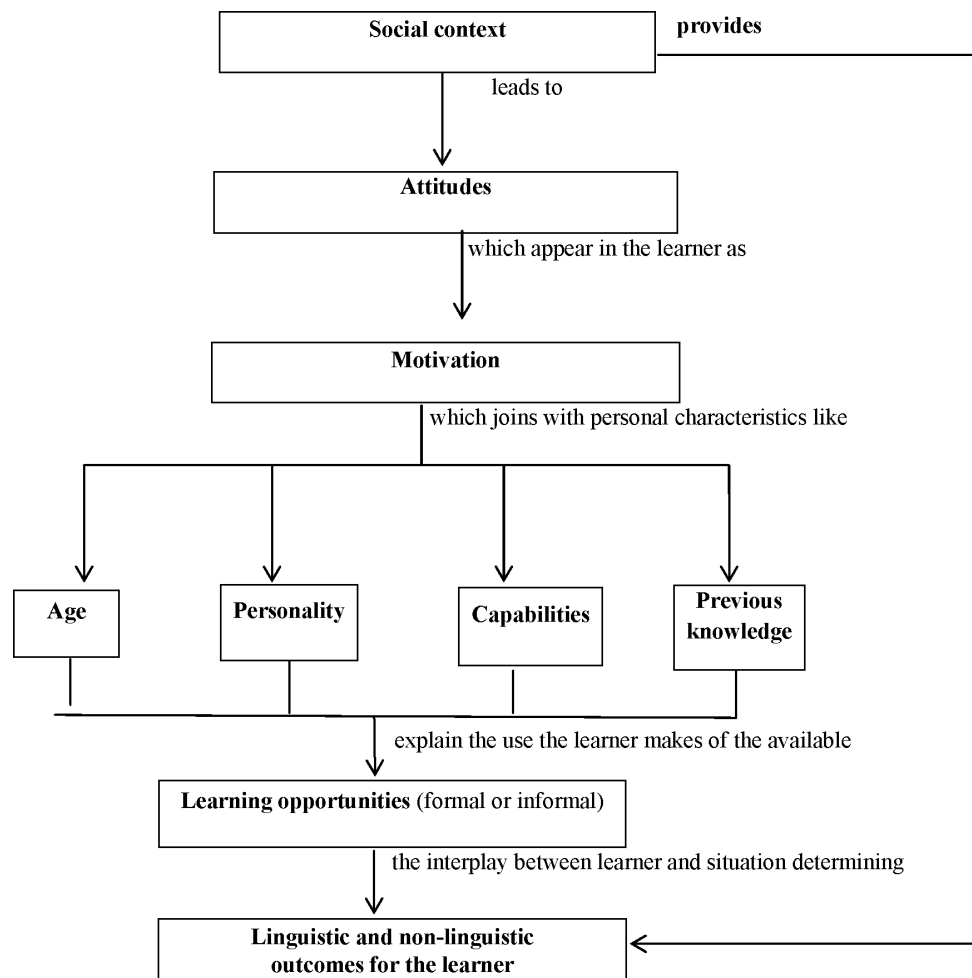 Social context
provides
leads to
Attitudes
which appear in the learner as
Motivation
which joins with personal characteristics like
Age
Personality
Capabilities
Previous
knowledge
explain the use the learner makes of the available
Learning opportunities (formal or informal)
the interplay between learner and situation determining
Linguistic and non-linguistic
outcomes for the learner